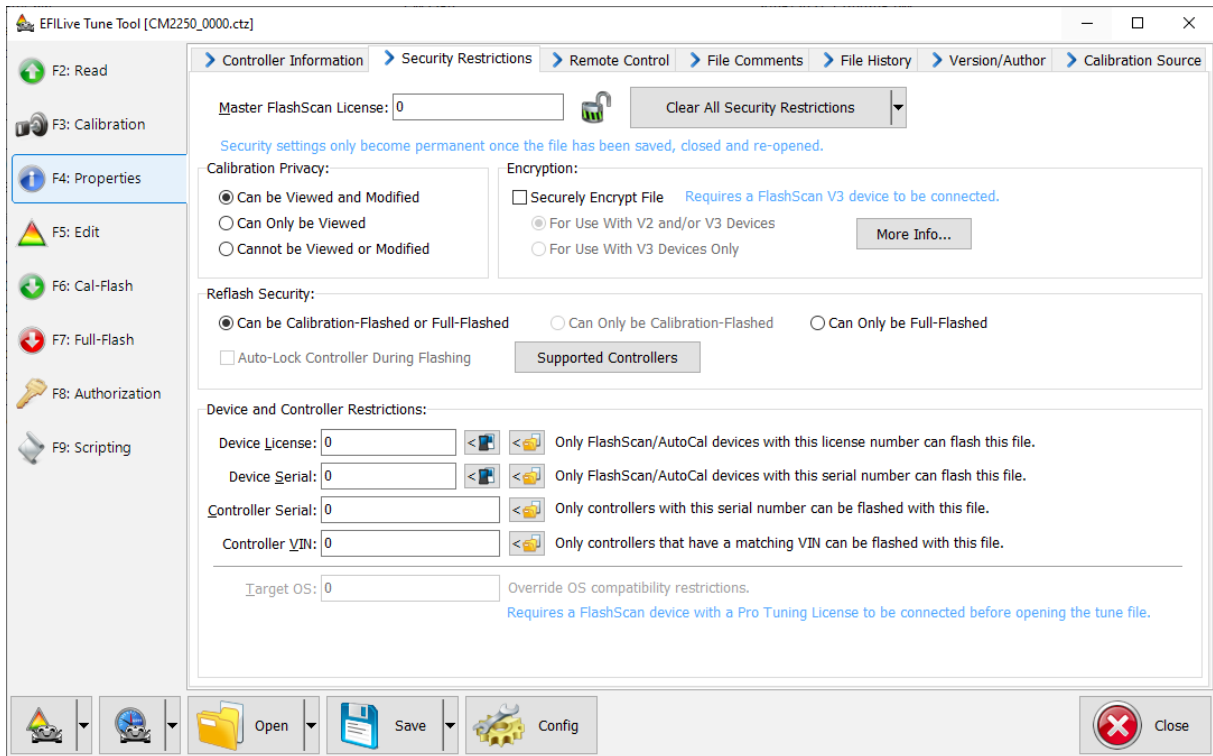 EFILive Tune Tool [CM2250_0000.ctz]
F2: Read
F3: Calibration
F4: Properties
F5: Edit
F6: Cal-Flash
F7: Full-Flash
F8: Authorization
F9: Scripting
Controller Information Security Restrictions Remote Control File Comments File History Version/Author Calibration Source
Master FlashScan License: 0 Clear All Security Restrictions
Security settings only become permanent once the file has been saved, closed and re-opened.
Calibration Privacy:
Can be Viewed and Modified
Can Only be Viewed
Cannot be Viewed or Modified
Encryption:
Securely Encrypt File Requires a FlashScan V3 device to be connected.
For Use With V2 and/or V3 Devices
For Use With V3 Devices Only
More Info...
Reflash Security:
Can be Calibration-Flashed or Full-Flashed Can Only be Calibration-Flashed Can Only be Full-Flashed
Auto-Lock Controller During Flashing Supported Controllers
Device and Controller Restrictions:
Device License: 0 < < Only FlashScan/AutoCal devices with this license number can flash this file.
Device Serial: 0 < < Only FlashScan/AutoCal devices with this serial number can flash this file.
Controller Serial: 0 < Only controllers with this serial number can be flashed with this file.
Controller VIN: 0 < Only controllers that have a matching VIN can be flashed with this file.
Target OS: 0 Override OS compatibility restrictions.
Requires a FlashScan device with a Pro Tuning License to be connected before opening the tune file.
Open Save Config Close